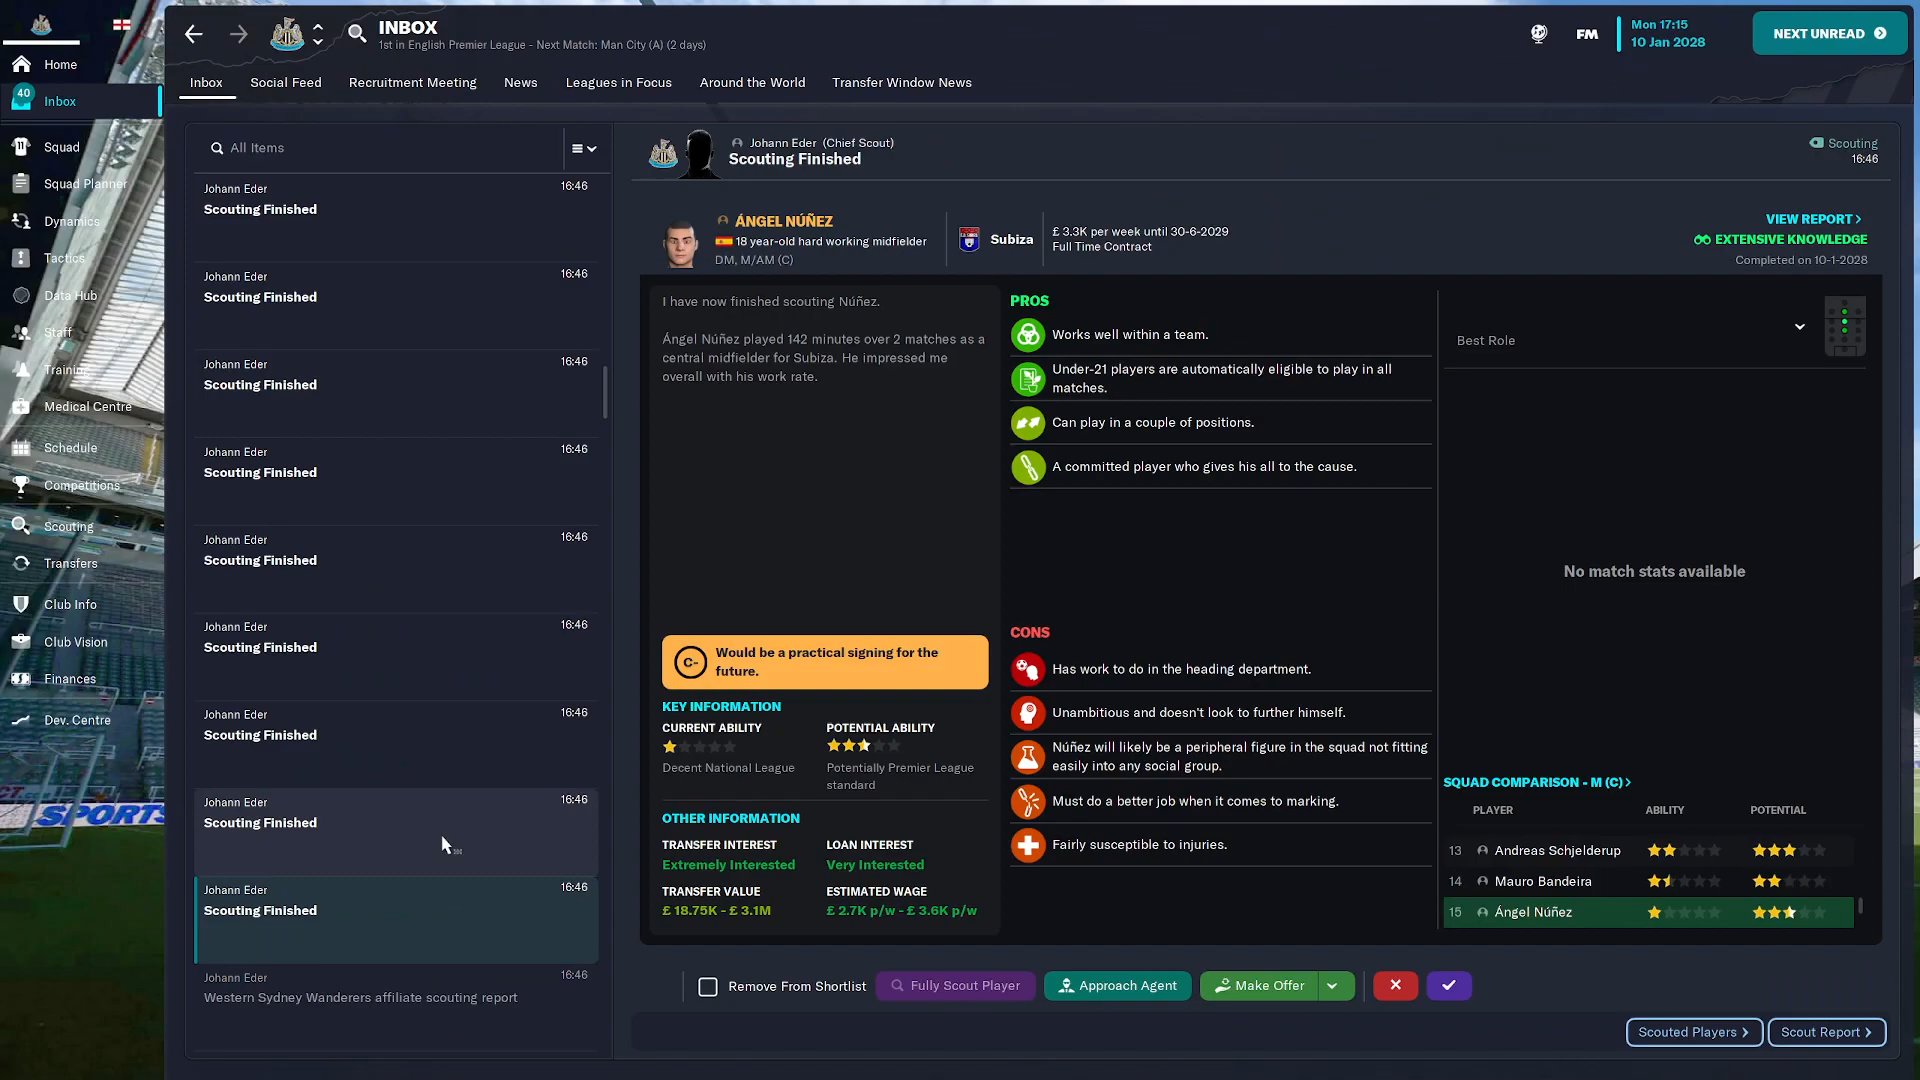 INBOX
1st in English Premier League - Next Match: Man City (A) (2 days)
FM
Mon 17:15
10 Jan 2028
NEXT UNREAD
Home
40
Inbox
Squad
Squad Planner
Dynamics
Tactics
Data Hub
Staff
Training
Medical Centre
Schedule
Competitions
Scouting
Transfers
Club Info
Club Vision
Finances
Dev. Centre
SPORTS
Inbox
Social Feed
Recruitment Meeting
News
Leagues in Focus
Around the World
Transfer Window News
All Items
Johann Eder
16:46
Scouting Finished
Johann Eder
16:46
Scouting Finished
Johann Eder
16:46
Scouting Finished
Johann Eder
16:46
Scouting Finished
Johann Eder
16:46
Scouting Finished
Johann Eder
16:46
Scouting Finished
Johann Eder
16:46
Scouting Finished
Johann Eder
16:46
Scouting Finished
Johann Eder
16:46
Scouting Finished
Johann Eder
16:46
Western Sydney Wanderers affiliate scouting report
Johann Eder (Chief Scout)
Scouting Finished
Scouting
16:46
ÁNGEL NÚÑEZ
18 year-old hard working midfielder
DM, M/AM (C)
Subiza
£ 3.3K per week until 30-6-2029
Full Time Contract
VIEW REPORT >
EXTENSIVE KNOWLEDGE
Completed on 10-1-2028
I have now finished scouting Núñez.
Ángel Núñez played 142 minutes over 2 matches as a
central midfielder for Subiza. He impressed me
overall with his work rate.
C-
Would be a practical signing for the
future.
KEY INFORMATION
CURRENT ABILITY
Decent National League
POTENTIAL ABILITY
Potentially Premier League
standard
OTHER INFORMATION
TRANSFER INTEREST
Extremely Interested
LOAN INTEREST
Very Interested
TRANSFER VALUE
£ 18.75K - £ 3.1M
ESTIMATED WAGE
£ 2.7K p/w - £ 3.6K p/w
PROS
Works well within a team.
Under-21 players are automatically eligible to play in all
matches.
Can play in a couple of positions.
A committed player who gives his all to the cause.
CONS
Has work to do in the heading department.
Unambitious and doesn't look to further himself.
Núñez will likely be a peripheral figure in the squad not fitting
easily into any social group.
Must do a better job when it comes to marking.
Fairly susceptible to injuries.
Best Role
No match stats available
SQUAD COMPARISON - M (C) >
PLAYER
ABILITY
POTENTIAL
13 Andreas Schjelderup
14 Mauro Bandeira
15 Ángel Núñez
Remove From Shortlist
Fully Scout Player
Approach Agent
Make Offer
Scouted Players >
Scout Report >